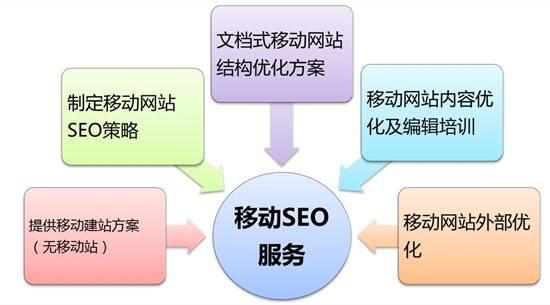 文档式移动网站
结构优化方案
制定移动网站
SEO策略
移动网站内容优
化及编辑培训
提供移动建站方案
（无移动站）
移动SEO
服务
移动网站外部优
化